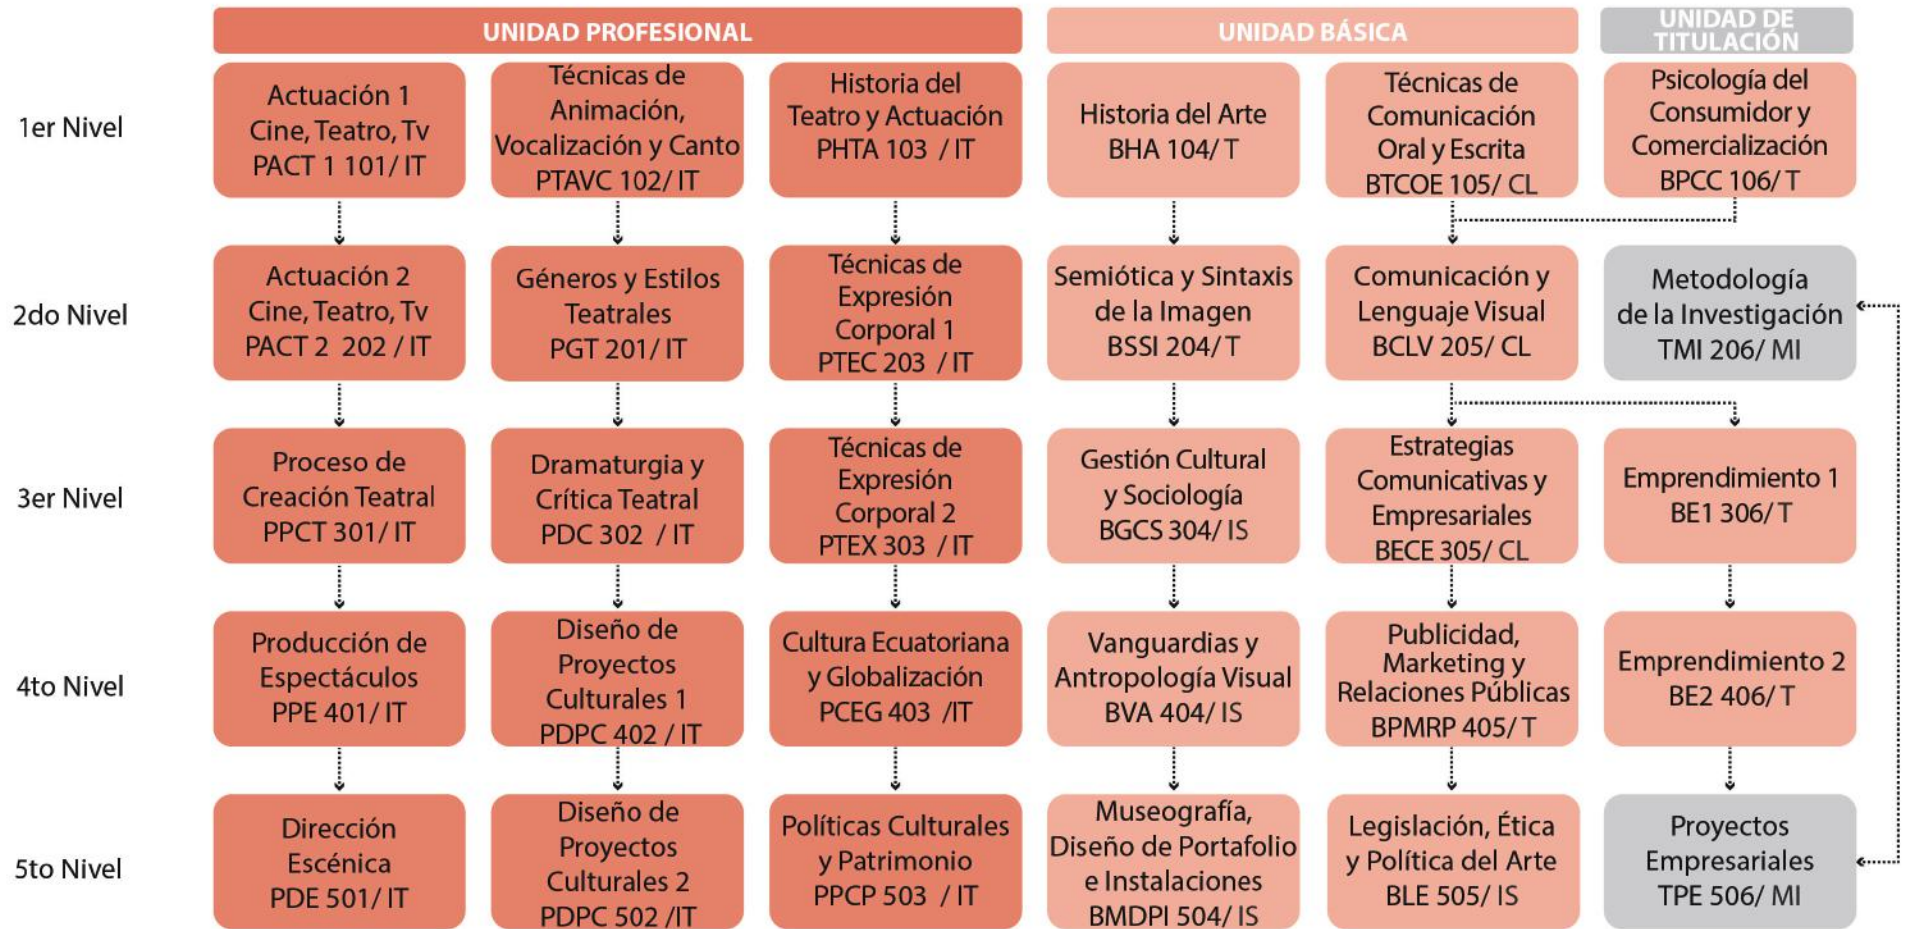 UNIDAD PROFESIONAL
UNIDAD BÁSICA
UNIDAD DE
TITULACIÓN
1er Nivel
Actuación 1
Cine, Teatro, Tv
PACT 1 101/ IT
Técnicas de
Animación,
Vocalización y Canto
PTAVC 102/ IT
Historia del
Teatro y Actuación
PHTA 103 / IT
Historia del Arte
BHA 104/ T
Técnicas de
Comunicación
Oral y Escrita
BTCOE 105/ CL
Psicología del
Consumidor y
Comercialización
BPCC 106/ T
2do Nivel
Actuación 2
Cine, Teatro, Tv
PACT 2 202 / IT
Géneros y Estilos
Teatrales
PGT 201/ IT
Técnicas de
Expresión
Corporal 1
PTEC 203 / IT
Semiótica y Sintaxis
de la Imagen
BSSI 204/ T
Comunicación y
Lenguaje Visual
BCLV 205/ CL
Metodología
de la Investigación
TMI 206/ MI
3er Nivel
Proceso de
Creación Teatral
PPCT 301/ IT
Dramaturgia y
Crítica Teatral
PDC 302 / IT
Técnicas de
Expresión
Corporal 2
PTEX 303 / IT
Gestión Cultural
y Sociología
BGCS 304/ IS
Estrategias
Comunicativas y
Empresariales
BECE 305/ CL
Emprendimiento 1
BE1 306/ T
4to Nivel
Producción de
Espectáculos
PPE 401/ IT
Diseño de
Proyectos
Culturales 1
PDPC 402 / IT
Cultura Ecuatoriana
y Globalización
PCEG 403 /IT
Vanguardias y
Antropología Visual
BVA 404/ IS
Publicidad,
Marketing y
Relaciones Públicas
BPMRP 405/ T
Emprendimiento 2
BE2 406/ T
5to Nivel
Dirección
Escénica
PDE 501/ IT
Diseño de
Proyectos
Culturales 2
PDPC 502 /IT
Políticas Culturales
y Patrimonio
PPCP 503 / IT
Museografía,
Diseño de Portafolio
e Instalaciones
BMDPI 504/ IS
Legislación, Ética
y Política del Arte
BLE 505/ IS
Proyectos
Empresariales
TPE 506/ MI